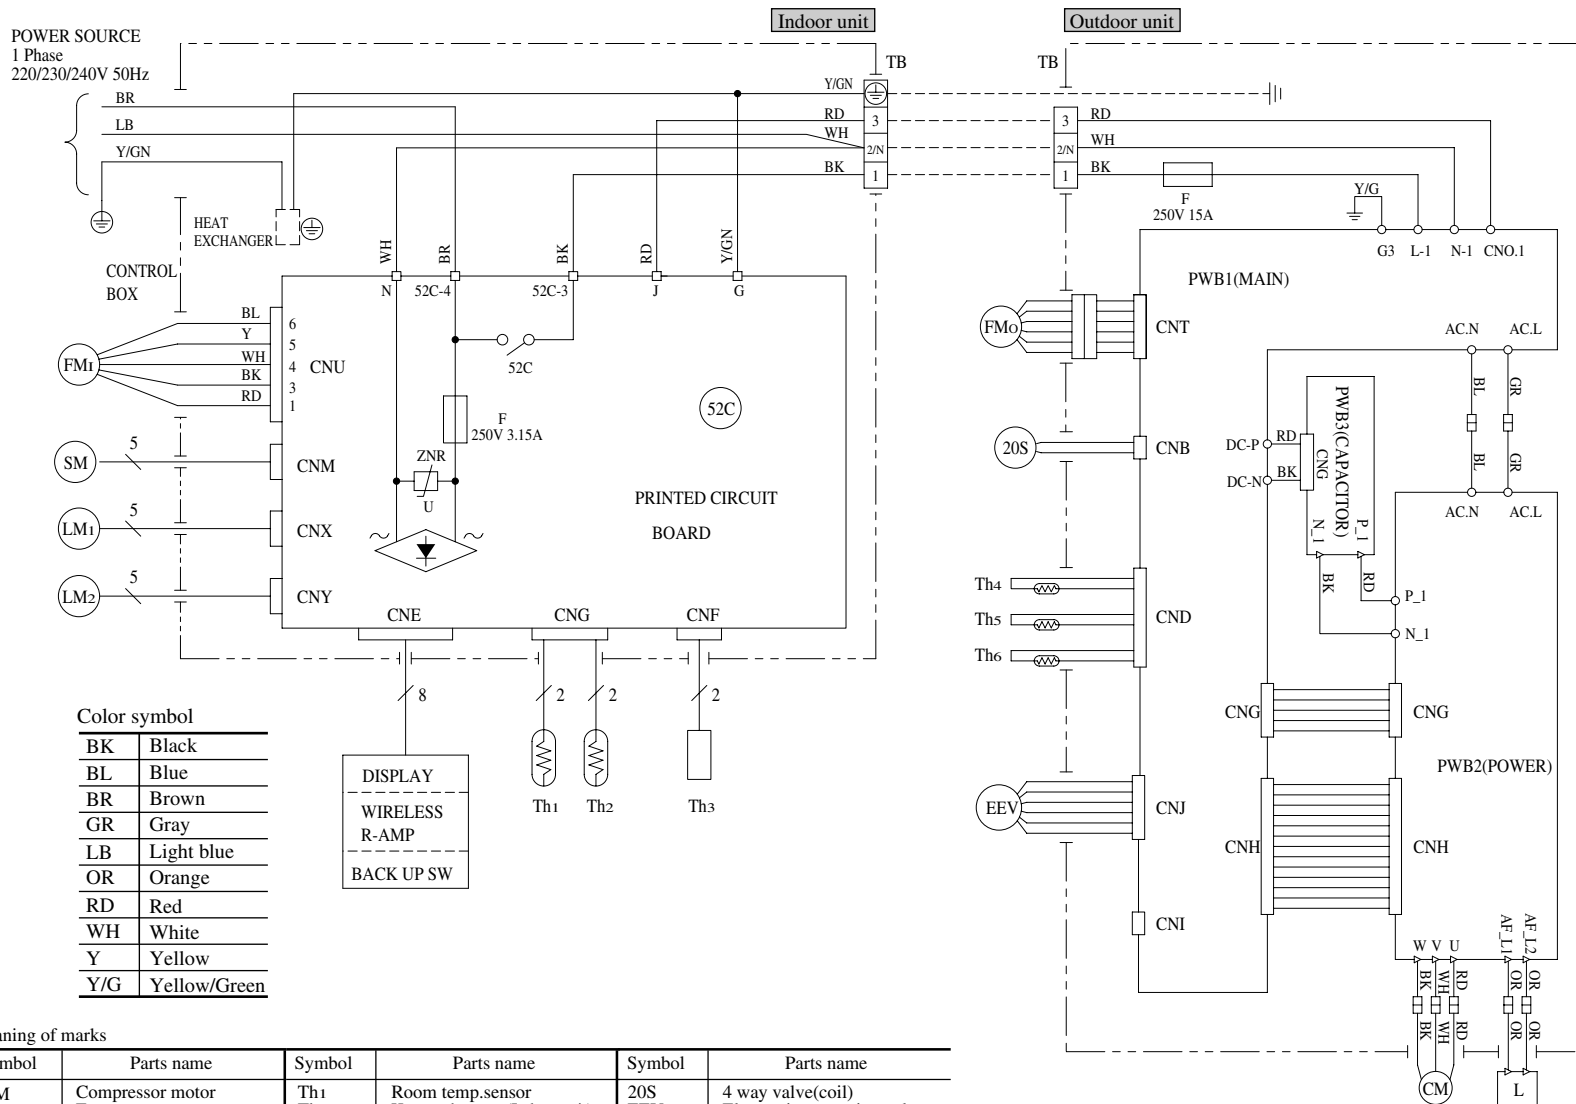 Indoor unit
Outdoor unit
POWER SOURCE
1 Phase
220/230/240V 50Hz
TB
TB
BR
LB
Y/GN
Y/GN
RD
WH
BK
3
2/N
1
3
2/N
1
RD
WH
BK
F
250V 15A
Y/G
G3 L-1 N-1 CNO.1
HEAT
EXCHANGER
CONTROL
BOX
WH
BR
BK
RD
Y/GN
N
52C-4
52C-3
J
G
PWB1(MAIN)
BL
Y
WH
BK
RD
6
5
4
3
1
FMI
CNU
52C
52C
F
250V 3.15A
ZNR
U
PRINTED CIRCUIT
BOARD
SM
5
CNM
LM1
5
CNX
LM2
5
CNY
CNE
CNG
CNF
8
2
2
2
DISPLAY
WIRELESS
R-AMP
BACK UP SW
Th1
Th2
Th3
FMO
CNT
20S
CNB
Th4
Th5
Th6
CND
EEV
CNJ
CNI
AC.N
AC.L
BL
GR
BL
GR
AC.N
AC.L
PWB3(CAPACITOR)
CNG
DC-P
RD
DC-N
BK
N_1
P_1
BK
RD
P_1
N_1
CNG
CNG
PWB2(POWER)
CNH
CNH
W V U
AF_L1
AF_L2
BK
WH
RD
OR
OR
BK
WH
RD
OR
OR
CM
L
Color symbol
BK Black
BL Blue
BR Brown
GR Gray
LB Light blue
OR Orange
RD Red
WH White
Y Yellow
Y/G Yellow/Green
ning of marks
mbol Parts name Symbol Parts name Symbol Parts name
M Compressor motor Th1 Room temp.sensor 20S 4 way valve(coil)